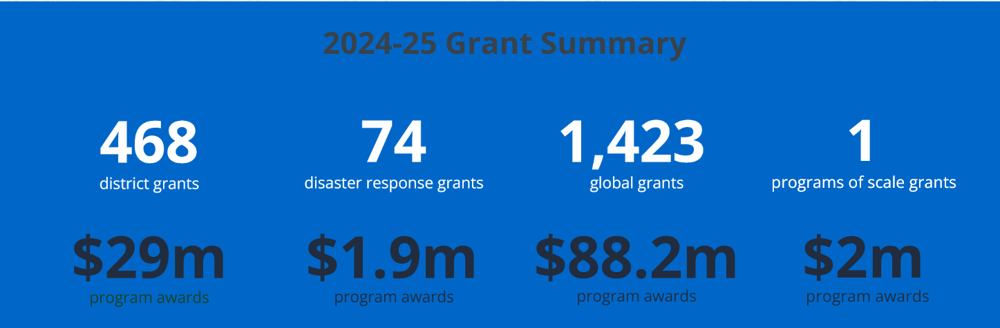 2024-25 Grant Summary
468 74 1,423 1
district grants disaster response grants global grants programs of scale grants
$29m $1.9m $88.2m $2m
program awards program awards program awards program awards